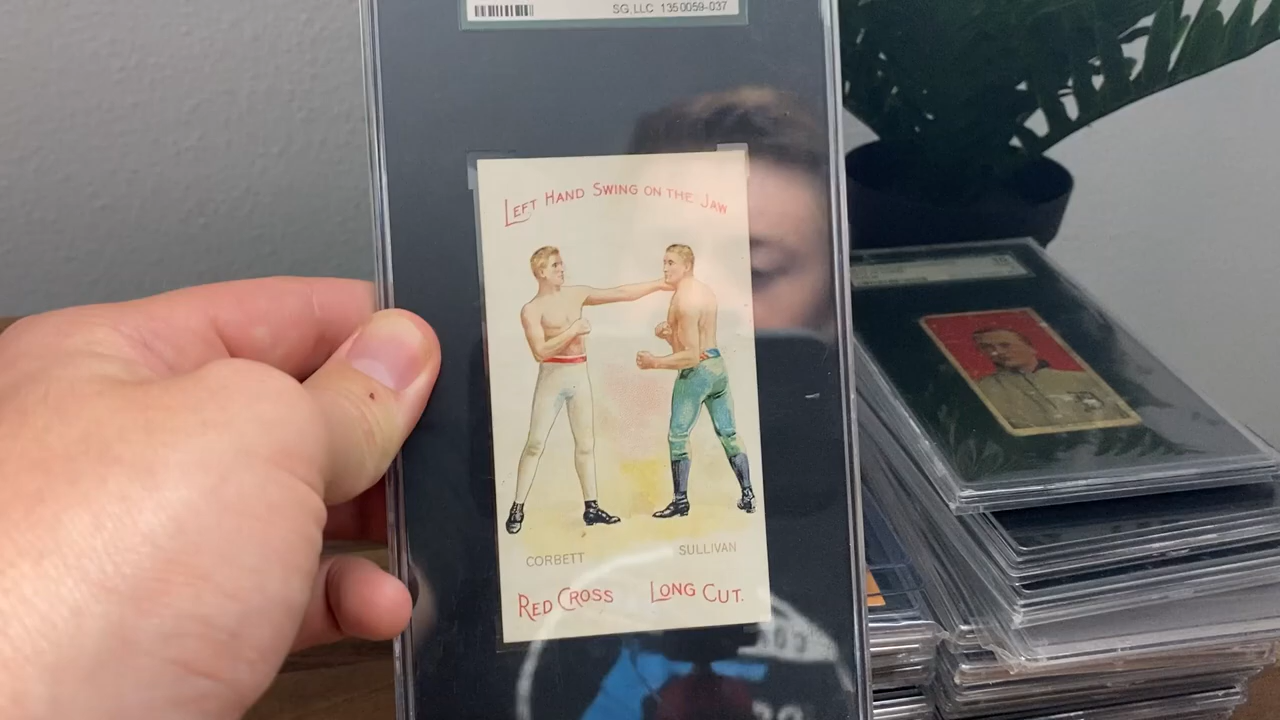 SG, LLC 1350059-037
LEFT HAND SWING ON THE JAW
CORBETT SULLIVAN
RED CROSS LONG CUT.